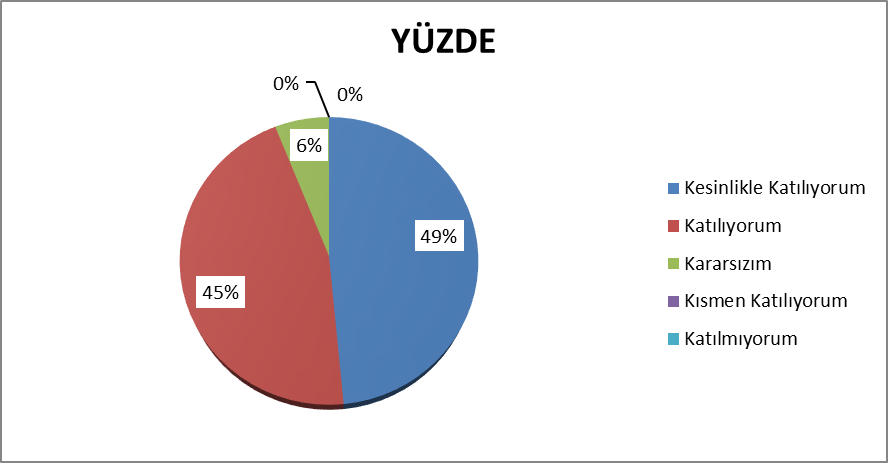 YÜZDE
0%
0%
6%
49%
45%
Kesinlikle Katılıyorum
Katılıyorum
Kararsızım
Kısmen Katılıyorum
Katılmıyorum